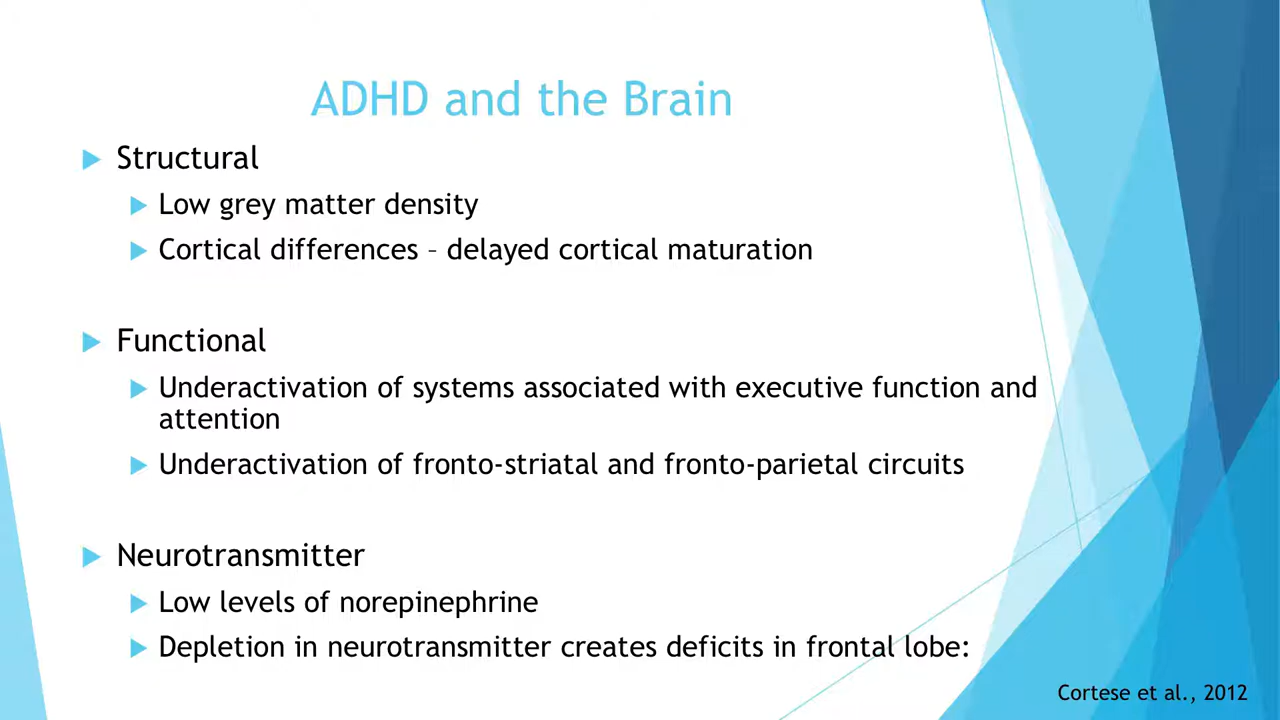 ADHD and the Brain
Structural
Low grey matter density
Cortical differences – delayed cortical maturation
Functional
Underactivation of systems associated with executive function and
attention
Underactivation of fronto-striatal and fronto-parietal circuits
Neurotransmitter
Low levels of norepinephrine
Depletion in neurotransmitter creates deficits in frontal lobe:
Cortese et al., 2012